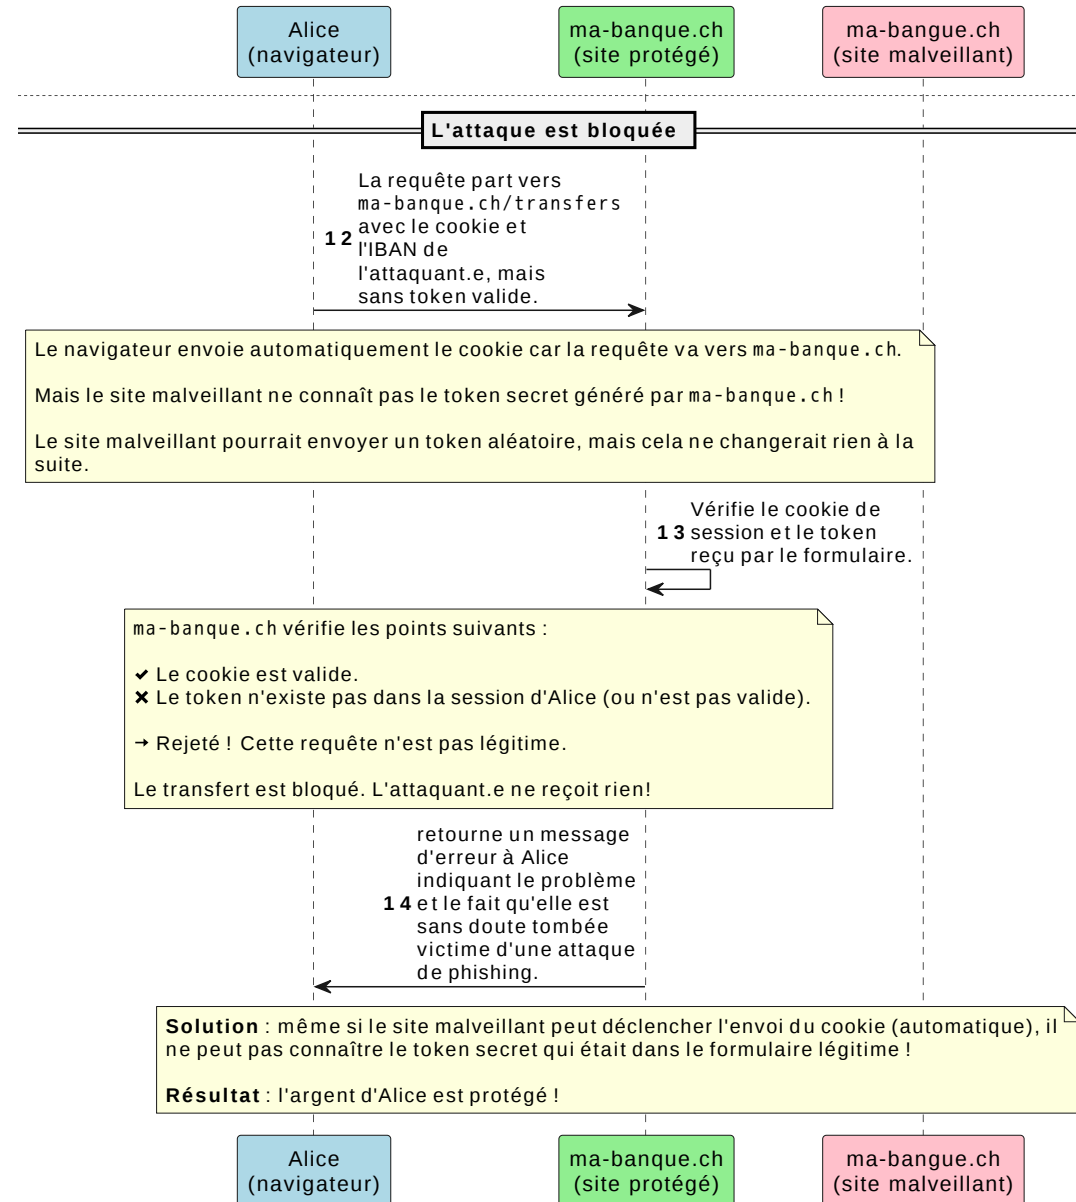 Alice
(navigateur)
ma-banque.ch
(site protégé)
ma-bangue.ch
(site malveillant)
L'attaque est bloquée
12
La requête part vers
ma-banque.ch/transfers
avec le cookie et
l'IBAN de
l'attaquant.e, mais
sans token valide.
Le navigateur envoie automatiquement le cookie car la requête va vers ma-banque.ch.
Mais le site malveillant ne connaît pas le token secret généré par ma-banque.ch !
Le site malveillant pourrait envoyer un token aléatoire, mais cela ne changerait rien à la
suite.
13
Vérifie le cookie de
session et le token
reçu par le formulaire.
ma-banque.ch vérifie les points suivants :
✔ Le cookie est valide.
✖ Le token n'existe pas dans la session d'Alice (ou n'est pas valide).
→ Rejeté ! Cette requête n'est pas légitime.
Le transfert est bloqué. L'attaquant.e ne reçoit rien!
14
retourne un message
d'erreur à Alice
indiquant le problème
et le fait qu'elle est
sans doute tombée
victime d'une attaque
de phishing.
Solution : même si le site malveillant peut déclencher l'envoi du cookie (automatique), il
ne peut pas connaître le token secret qui était dans le formulaire légitime !
Résultat : l'argent d'Alice est protégé !
Alice
(navigateur)
ma-banque.ch
(site protégé)
ma-bangue.ch
(site malveillant)